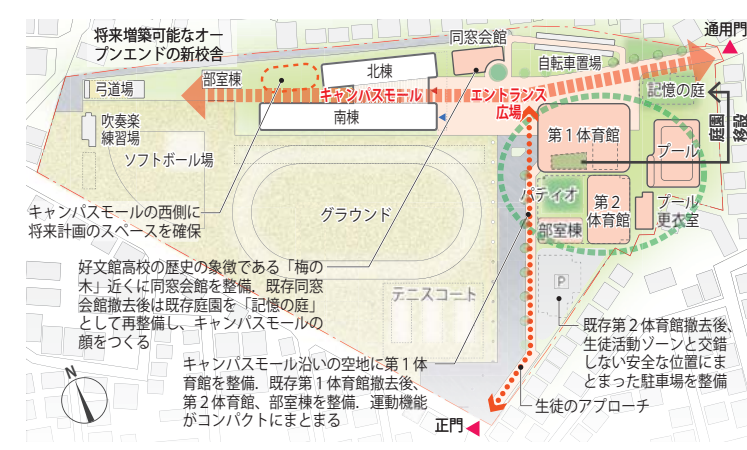 将来増築可能なオー
プンエンドの新校舎
同窓会館
通用門
自転車置場
弓道場
部室棟
北棟
キャンパスモール
エントランス
広場
記憶の庭
南棟
吹奏楽
練習場
ソフトボール場
第1体育館
プール
庭園
移設
パティオ
第2
体育館
プール
更衣室
部室棟
グラウンド
キャンパスモールの西側に
将来計画のスペースを確保
好文館高校の歴史の象徴である「梅の
木」近くに同窓会館を整備．既存同窓
会館撤去後は既存庭園を「記憶の庭」
として再整備し、キャンパスモールの
顔をつくる
テニスコート
P
既存第2体育館撤去後、
生徒活動ゾーンと交錯
しない安全な位置にま
とまった駐車場を整備
キャンパスモール沿いの空地に第1体
育館を整備．既存第1体育館撤去後、
第2体育館、部室棟を整備．運動機能
がコンパクトにまとまる
生徒のアプローチ
正門
N